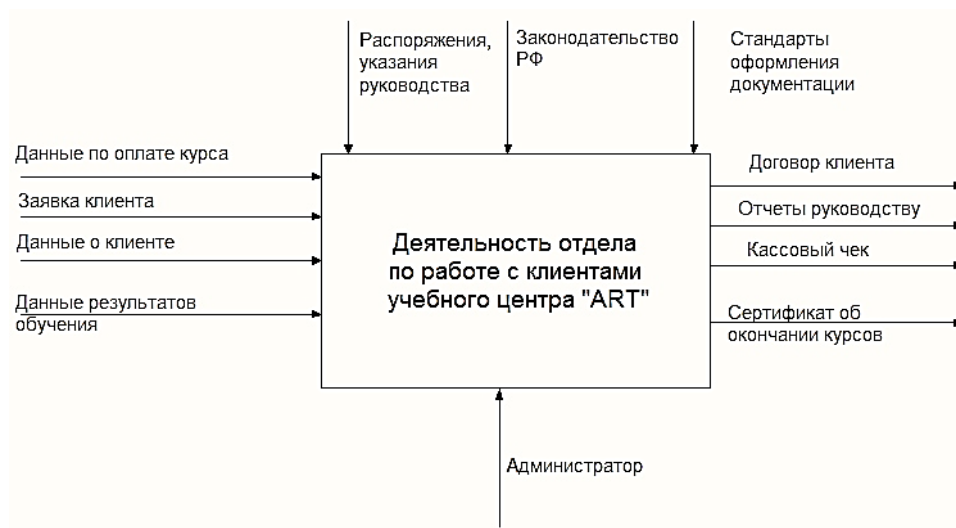 Распоряжения,
указания
руководства
Законодательство
РФ
Стандарты
оформления
документации
Данные по оплате курса
Заявка клиента
Данные о клиенте
Данные результатов
обучения
Деятельность отдела
по работе с клиентами
учебного центра "ART"
Договор клиента
Отчеты руководству
Кассовый чек
Сертификат об
окончании курсов
Администратор